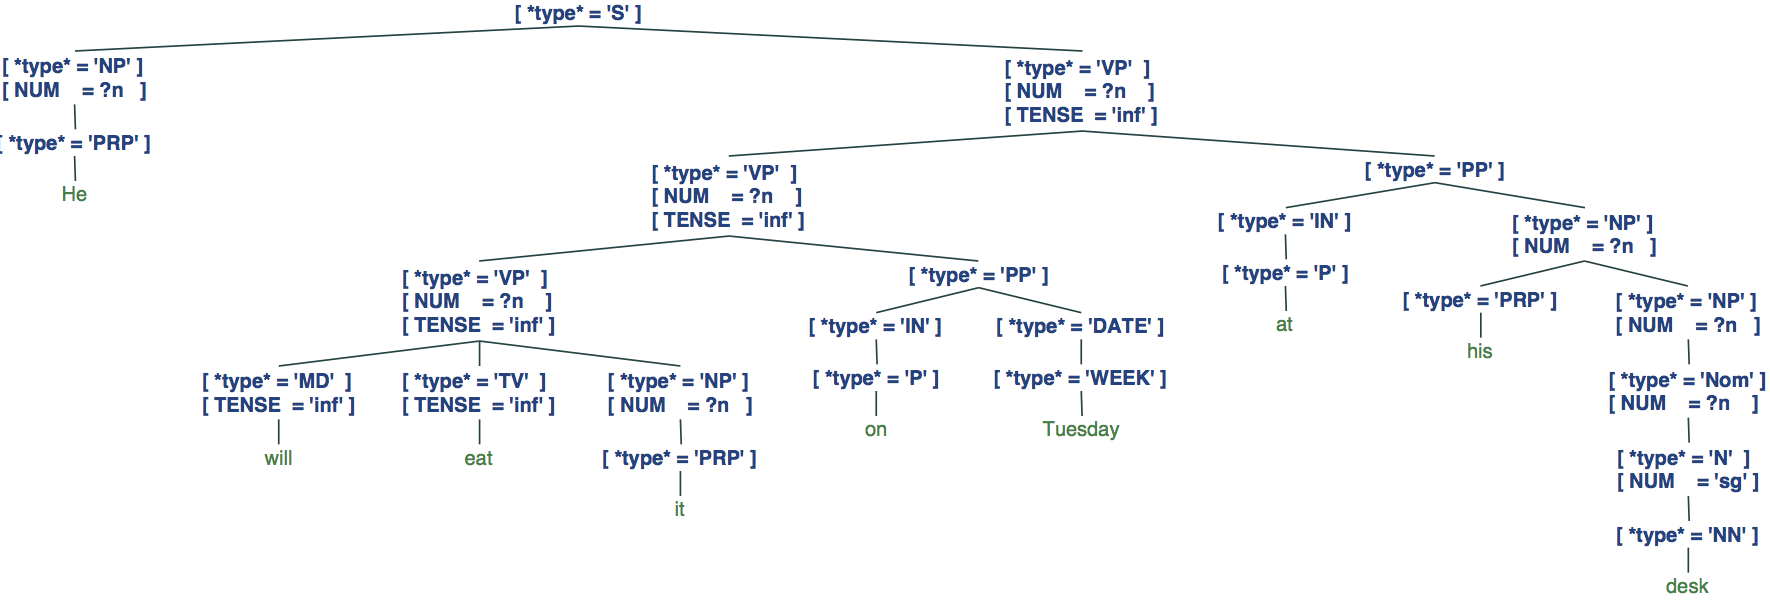 [ *type* = 'S' ]
[ *type* = 'NP' ]
[ NUM = ?n ]
[ *type* = 'PRP' ]
He
[ *type* = 'VP' ]
[ NUM = ?n ]
[ TENSE = 'inf' ]
[ *type* = 'VP' ]
[ NUM = ?n ]
[ TENSE = 'inf' ]
[ *type* = 'VP' ]
[ NUM = ?n ]
[ TENSE = 'inf' ]
[ *type* = 'MD' ]
[ TENSE = 'inf' ]
will
[ *type* = 'TV' ]
[ TENSE = 'inf' ]
eat
[ *type* = 'NP' ]
[ NUM = ?n ]
[ *type* = 'PRP' ]
it
[ *type* = 'PP' ]
[ *type* = 'IN' ]
[ *type* = 'P' ]
on
[ *type* = 'DATE' ]
[ *type* = 'WEEK' ]
Tuesday
[ *type* = 'PP' ]
[ *type* = 'IN' ]
[ *type* = 'P' ]
at
[ *type* = 'NP' ]
[ NUM = ?n ]
[ *type* = 'PRP' ]
his
[ *type* = 'NP' ]
[ NUM = ?n ]
[ *type* = 'Nom' ]
[ NUM = ?n ]
[ *type* = 'N' ]
[ NUM = 'sg' ]
[ *type* = 'NN' ]
desk